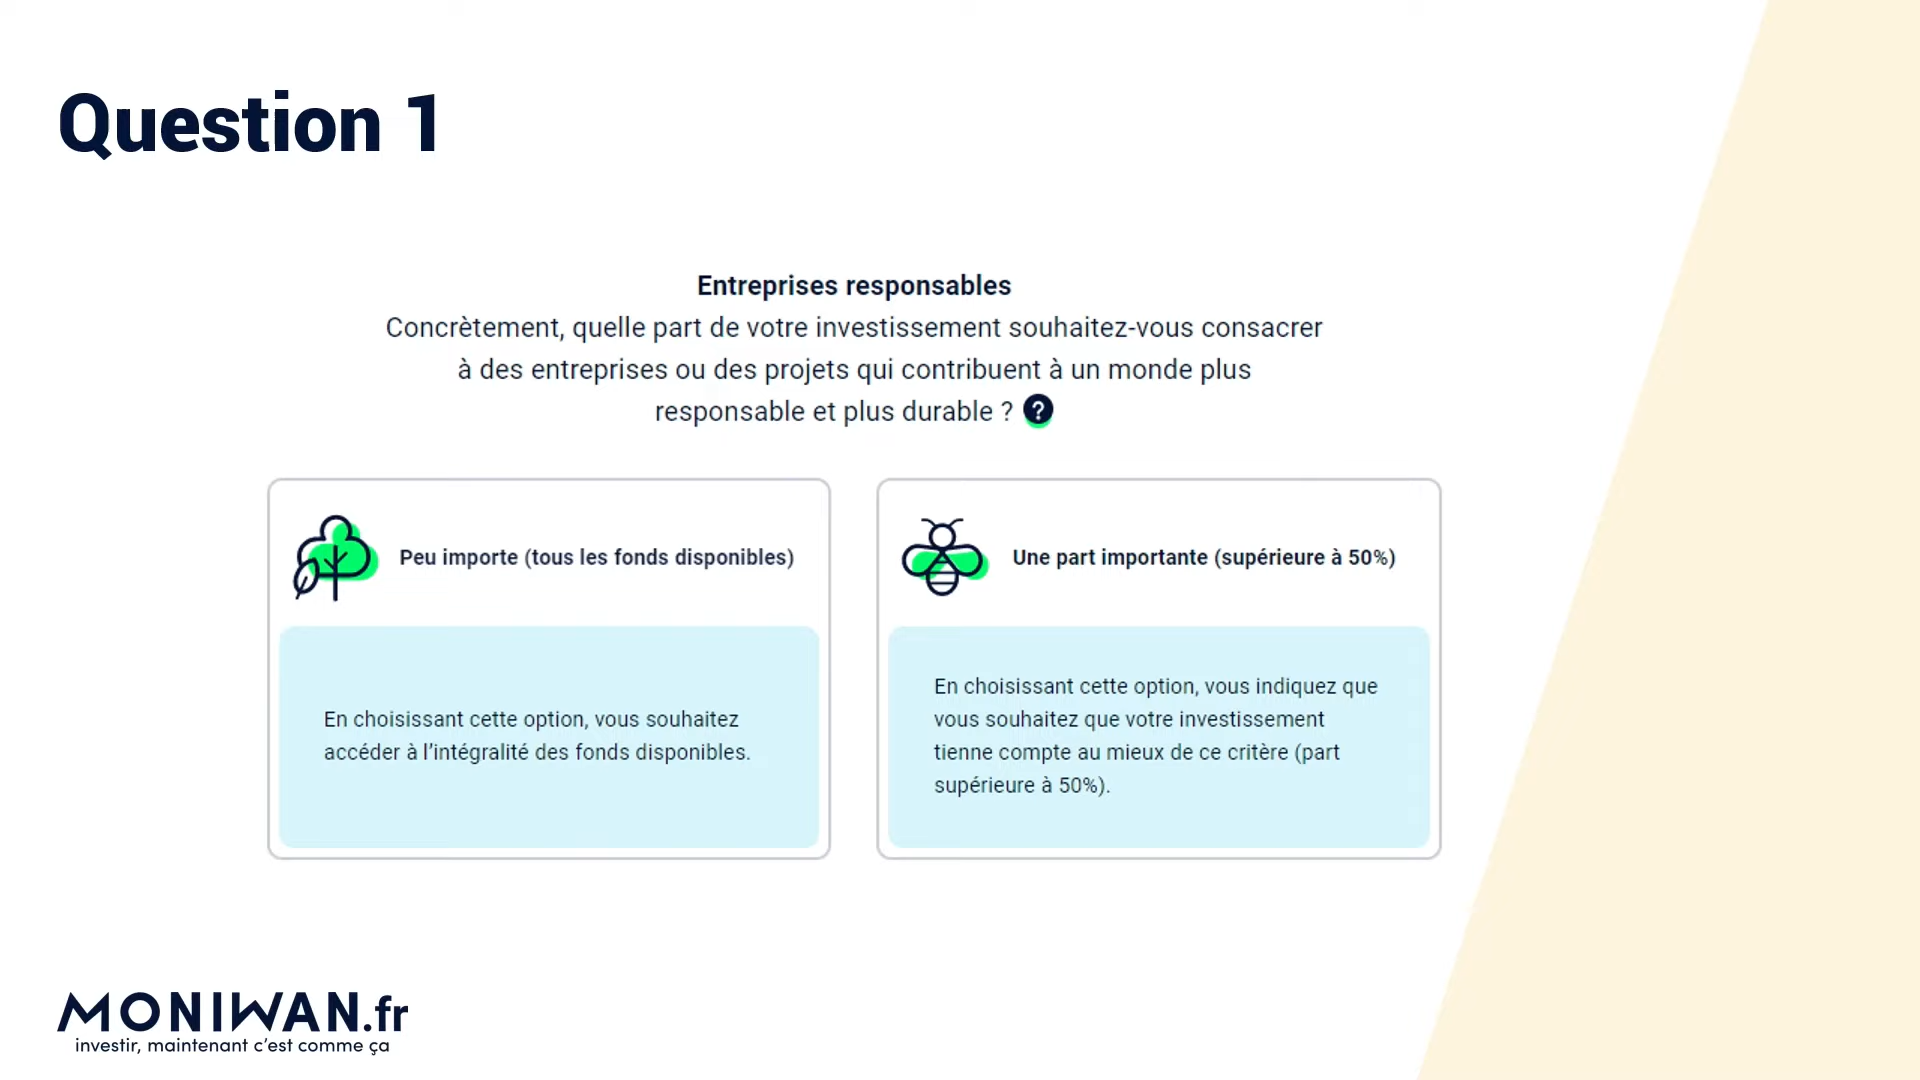 Question 1
Entreprises responsables
Concrètement, quelle part de votre investissement souhaitez-vous consacrer
à des entreprises ou des projets qui contribuent à un monde plus
responsable et plus durable ? ?
Peu importe (tous les fonds disponibles)
En choisissant cette option, vous souhaitez
accéder à l’intégralité des fonds disponibles.
Une part importante (supérieure à 50%)
En choisissant cette option, vous indiquez que
vous souhaitez que votre investissement
tienne compte au mieux de ce critère (part
supérieure à 50%).
MONIWAN.fr
investir, maintenant c’est comme ça